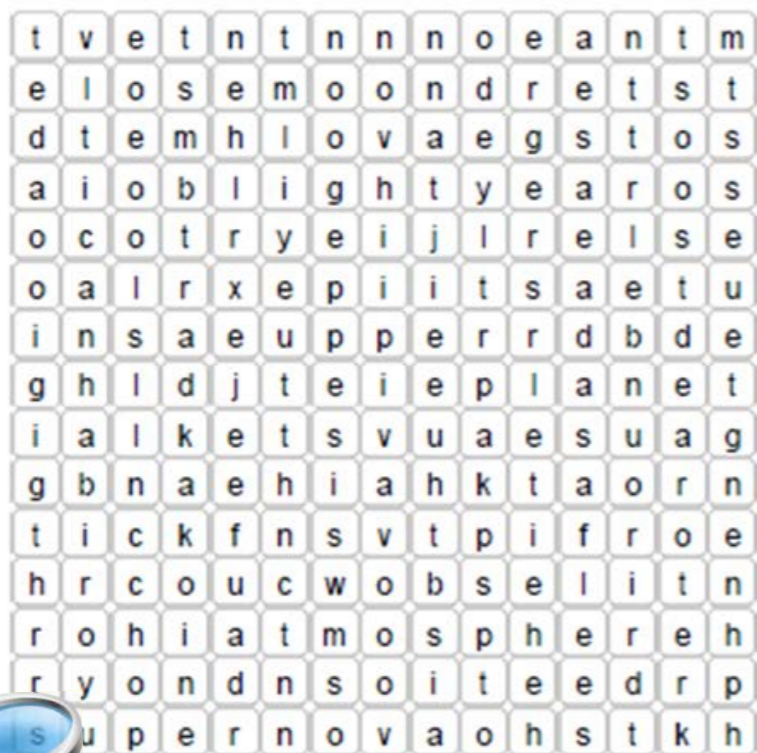 t v e t n t n n n o e a n t m
e l o s e m o o n d r e t s t
d t e m h l o v a e g s t o s
a i o b l i g h t y e a r o s
o c o t r y e i j l r e l s e
o a l r x e p i i t s a e t u
i n s a e u p p e r r d b d e
g h l d j t e i e p l a n e t
i a l k e t s v u a e s u a g
g b n a e h i a h k t a o r n
t i c k f n s v t p i f r o e
h r c o u c w o b s e l i t n
r o h i a t m o s p h e r e h
r y o n d n s o i t e e d r p
s u p e r n o v a o h s t k h